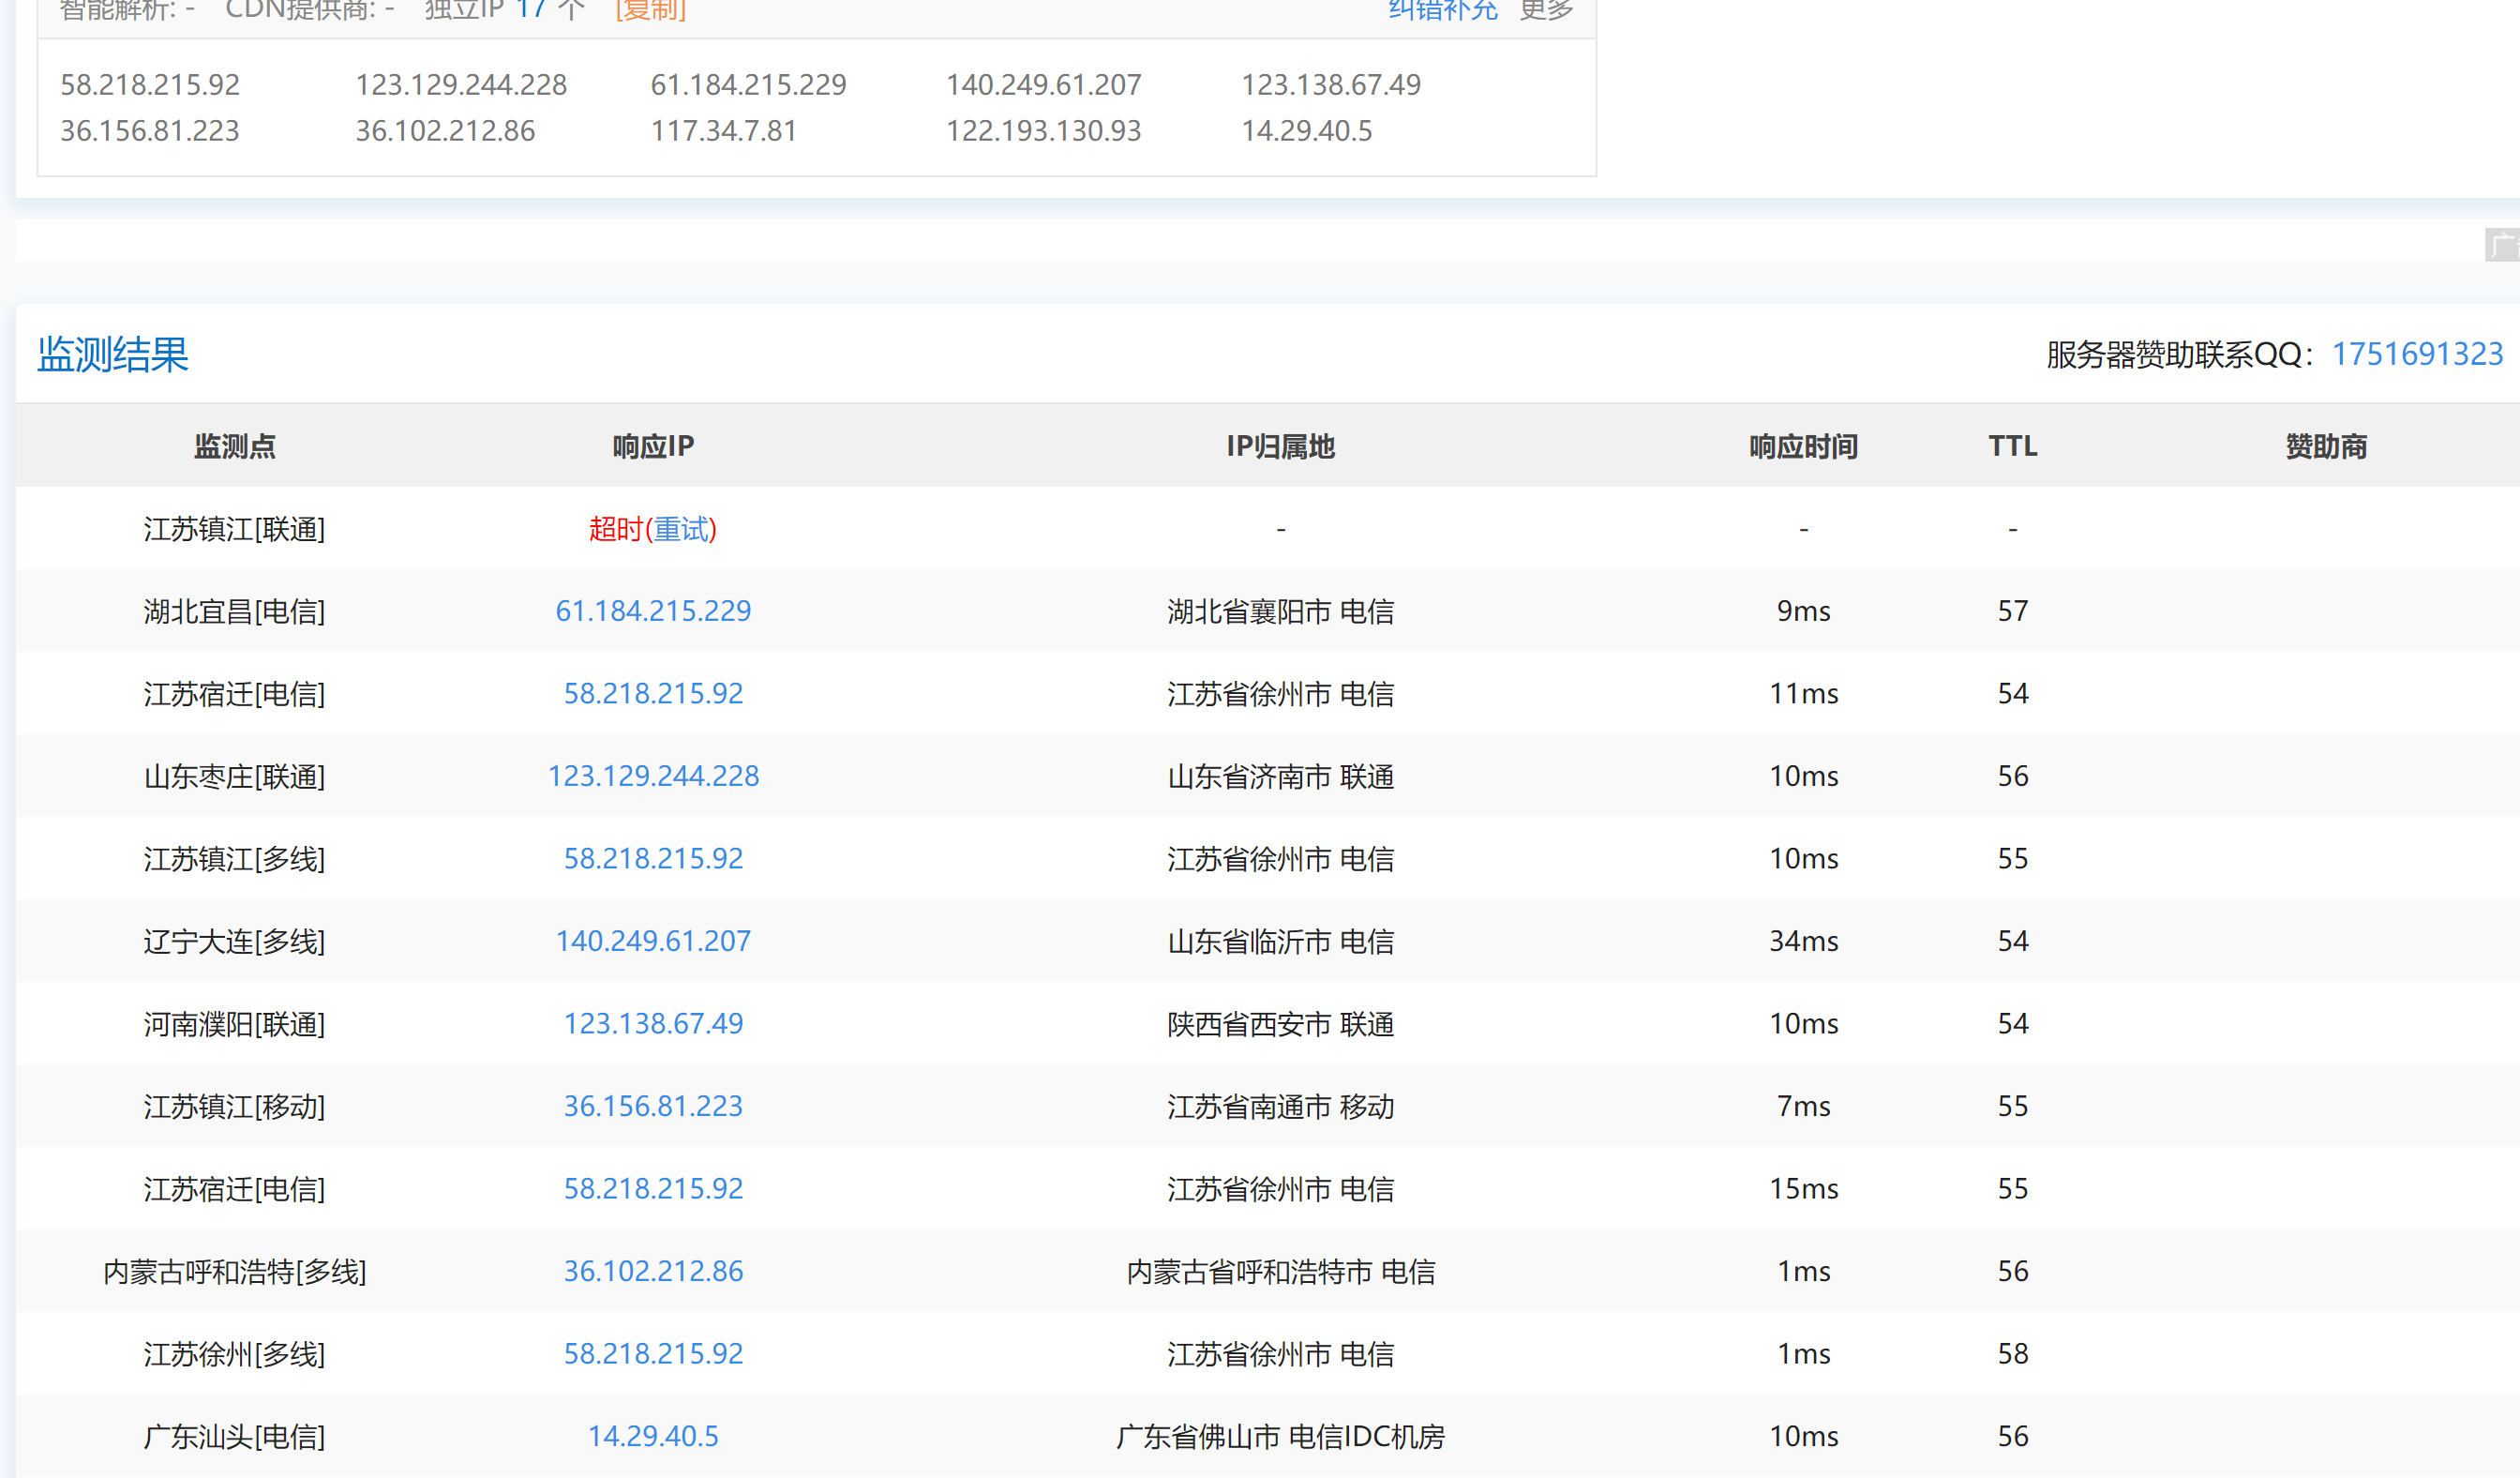 智能解析: - CDN提供商: - 独立IP 17 个 [复制] 纠错补充 更多
58.218.215.92 123.129.244.228 61.184.215.229 140.249.61.207 123.138.67.49
36.156.81.223 36.102.212.86 117.34.7.81 122.193.130.93 14.29.40.5
广
监测结果 服务器赞助联系QQ：1751691323
监测点 响应IP IP归属地 响应时间 TTL 赞助商
江苏镇江[联通] 超时(重试) - - -
湖北宜昌[电信] 61.184.215.229 湖北省襄阳市 电信 9ms 57
江苏宿迁[电信] 58.218.215.92 江苏省徐州市 电信 11ms 54
山东枣庄[联通] 123.129.244.228 山东省济南市 联通 10ms 56
江苏镇江[多线] 58.218.215.92 江苏省徐州市 电信 10ms 55
辽宁大连[多线] 140.249.61.207 山东省临沂市 电信 34ms 54
河南濮阳[联通] 123.138.67.49 陕西省西安市 联通 10ms 54
江苏镇江[移动] 36.156.81.223 江苏省南通市 移动 7ms 55
江苏宿迁[电信] 58.218.215.92 江苏省徐州市 电信 15ms 55
内蒙古呼和浩特[多线] 36.102.212.86 内蒙古省呼和浩特市 电信 1ms 56
江苏徐州[多线] 58.218.215.92 江苏省徐州市 电信 1ms 58
广东汕头[电信] 14.29.40.5 广东省佛山市 电信IDC机房 10ms 56